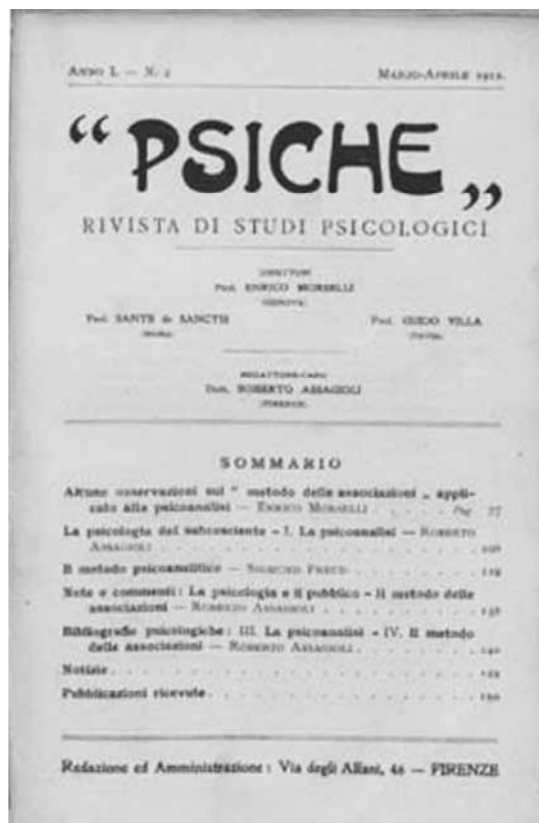 ANNO I. — N. 2
MARZO-APRILE 1912.
“PSICHE„
RIVISTA DI STUDI PSICOLOGICI
DIRETTORI
PROF. ENRICO MORSELLI
(GENOVA)
PROF. SANTE de SANCTIS
(ROMA)
PROF. GUIDO VILLA
(PAVIA)
REDATTORE-CAPO
DOTT. ROBERTO ASSAGIOLI
(FIRENZE)
SOMMARIO
Alcune osservazioni sul “ metodo delle associazioni „ appli-
cato alla psicoanalisi — ENRICO MORSELLI . . . . . Pag. 77
La psicologia del subcosciente - I. La psicoanalisi — ROBERTO
ASSAGIOLI
Il metodo psicoanalitico — SIGMUND FREUD
Note e commenti: La psicologia e il pubblico - Il metodo delle
associazioni — ROBERTO ASSAGIOLI
Bibliografie psicologiche: III. La psicoanalisi - IV. Il metodo
delle associazioni — ROBERTO ASSAGIOLI
Notizie
Pubblicazioni ricevute
Redazione ed Amministrazione: Via degli Alfani, 46 — FIRENZE